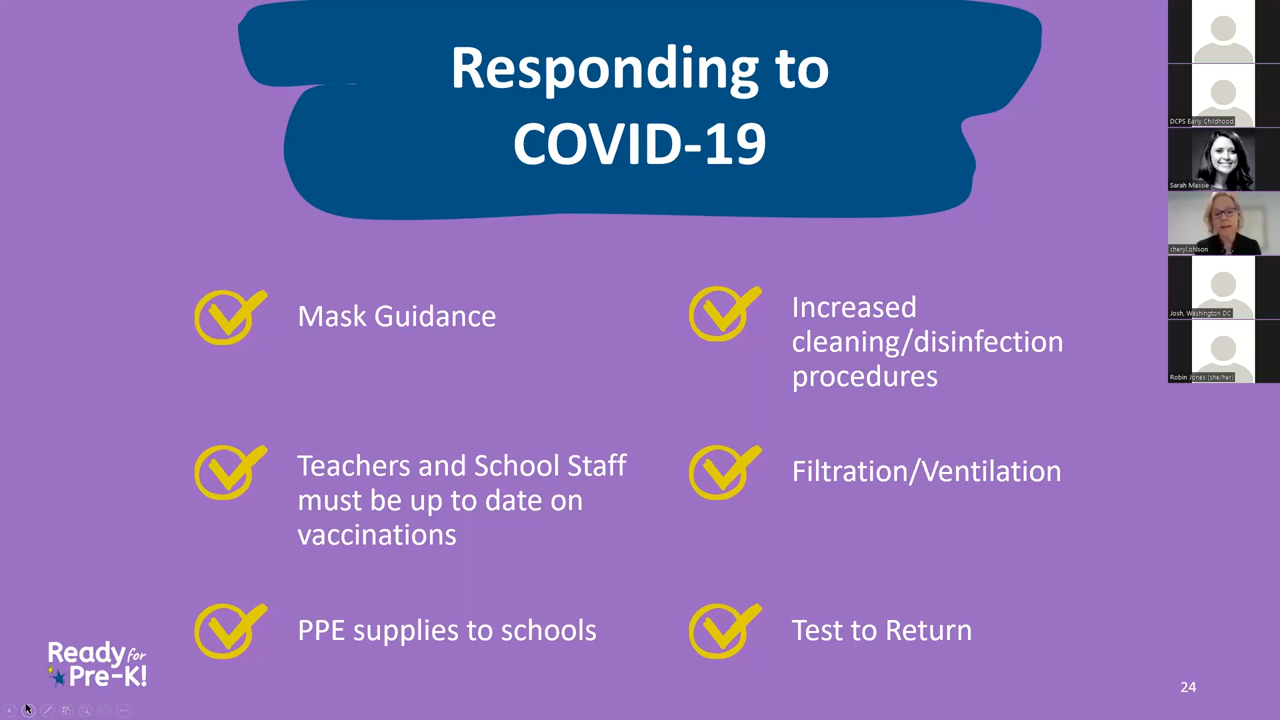 Responding to
COVID-19
Mask Guidance
Teachers and School Staff
must be up to date on
vaccinations
PPE supplies to schools
Increased
cleaning/disinfection
procedures
Filtration/Ventilation
Test to Return
Ready for
Pre-K!
24
DCPS Early Childhood
Sarah Massie
cheryl.ohlson
Josh, Washington DC
Robin Jones (she/her)